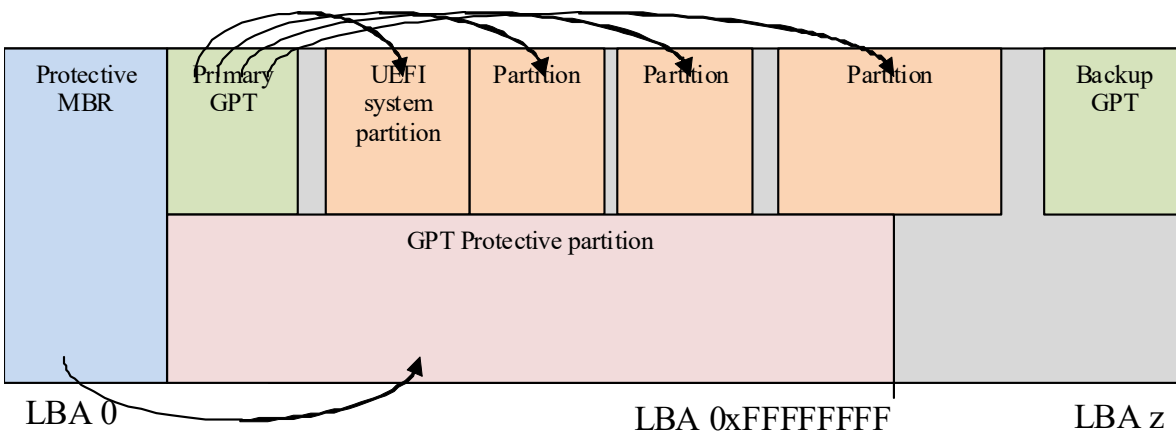 Protective
MBR
Primary
GPT
UEFI
system
partition
Partition
Partition
Partition
Backup
GPT
GPT Protective partition
LBA 0
LBA 0xFFFFFFFF
LBA z